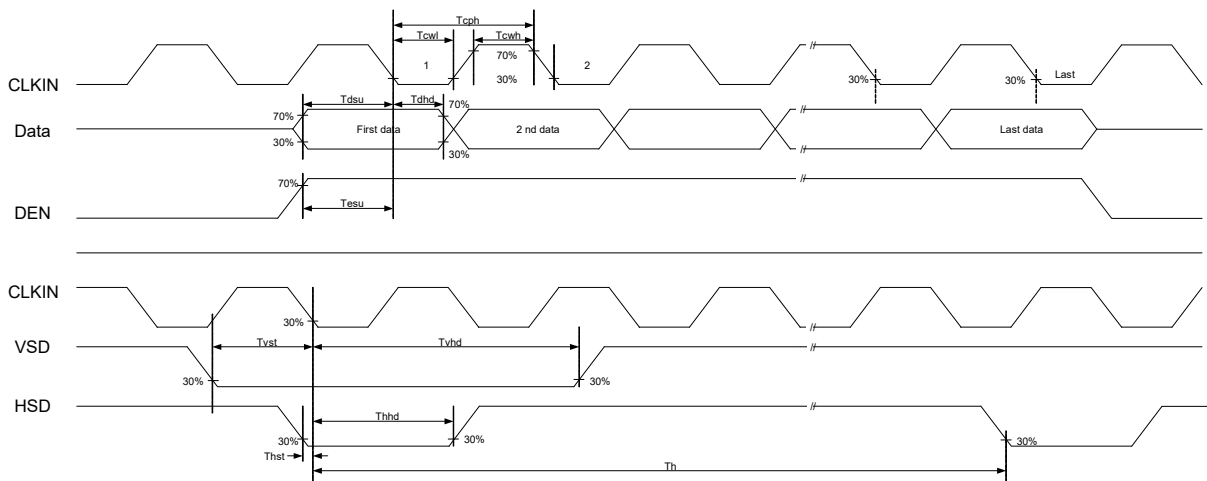 Tcph
Tcwl
Tcwh
1
70%
30%
2
30%
30%
Last
CLKIN
Tdsu
Tdhd
70%
70%
Data
First data
2 nd data
Last data
30%
30%
70%
DEN
Tesu
CLKIN
30%
VSD
Tvst
Tvhd
30%
30%
HSD
Thhd
30%
30%
30%
Thst
Th